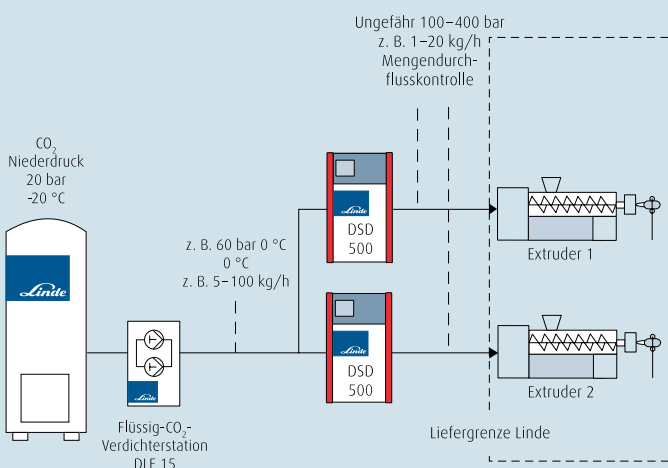 Ungefähr 100–400 bar
z. B. 1–20 kg/h
Mengendurch-
flusskontrolle
CO₂
Niederdruck
20 bar
-20 °C
Linde
z. B. 60 bar 0 °C
0 °C
z. B. 5–100 kg/h
Linde
DSD
500
Extruder 1
Linde
DSD
500
Extruder 2
Linde
Flüssig-CO₂-
Verdichterstation
DLE 15
Liefergrenze Linde